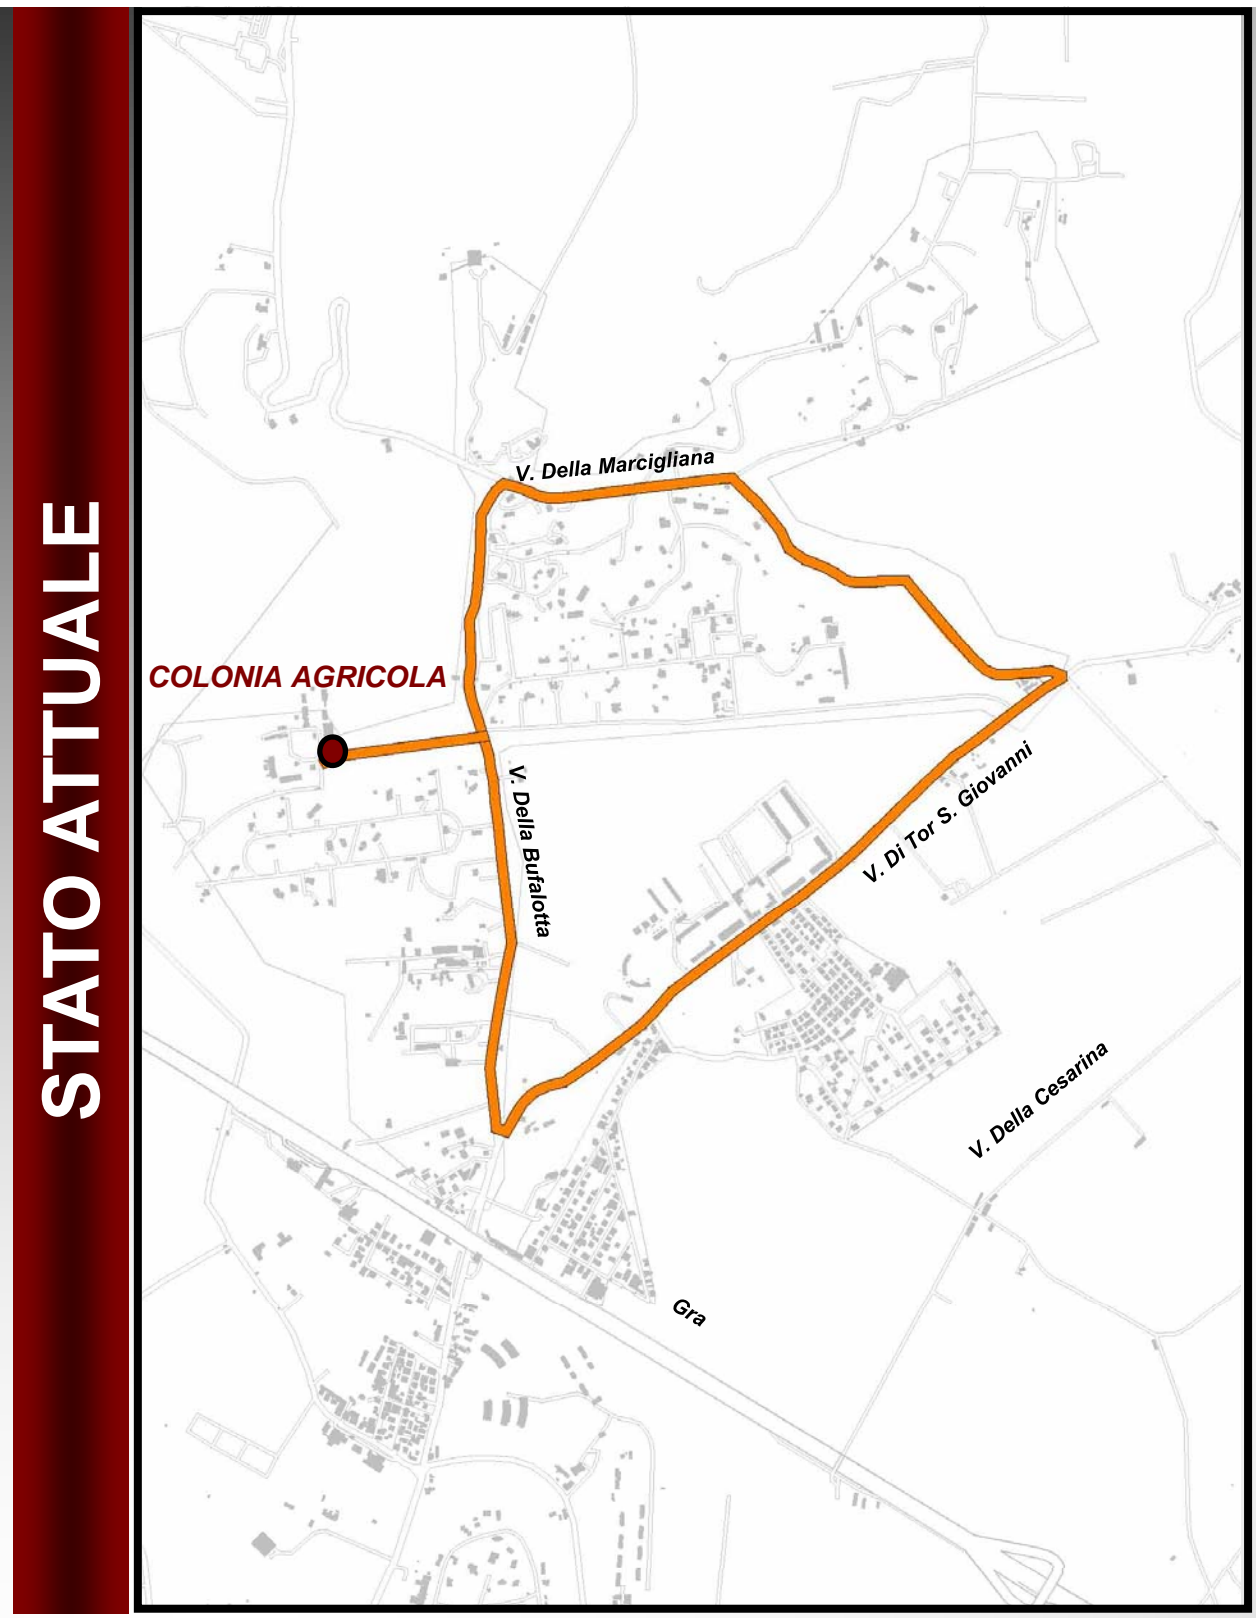 STATO ATTUALE
V. Della Marcigliana
COLONIA AGRICOLA
V. Della Bufalotta
V. Di Tor S. Giovanni
V. Della Cesarina
Gra